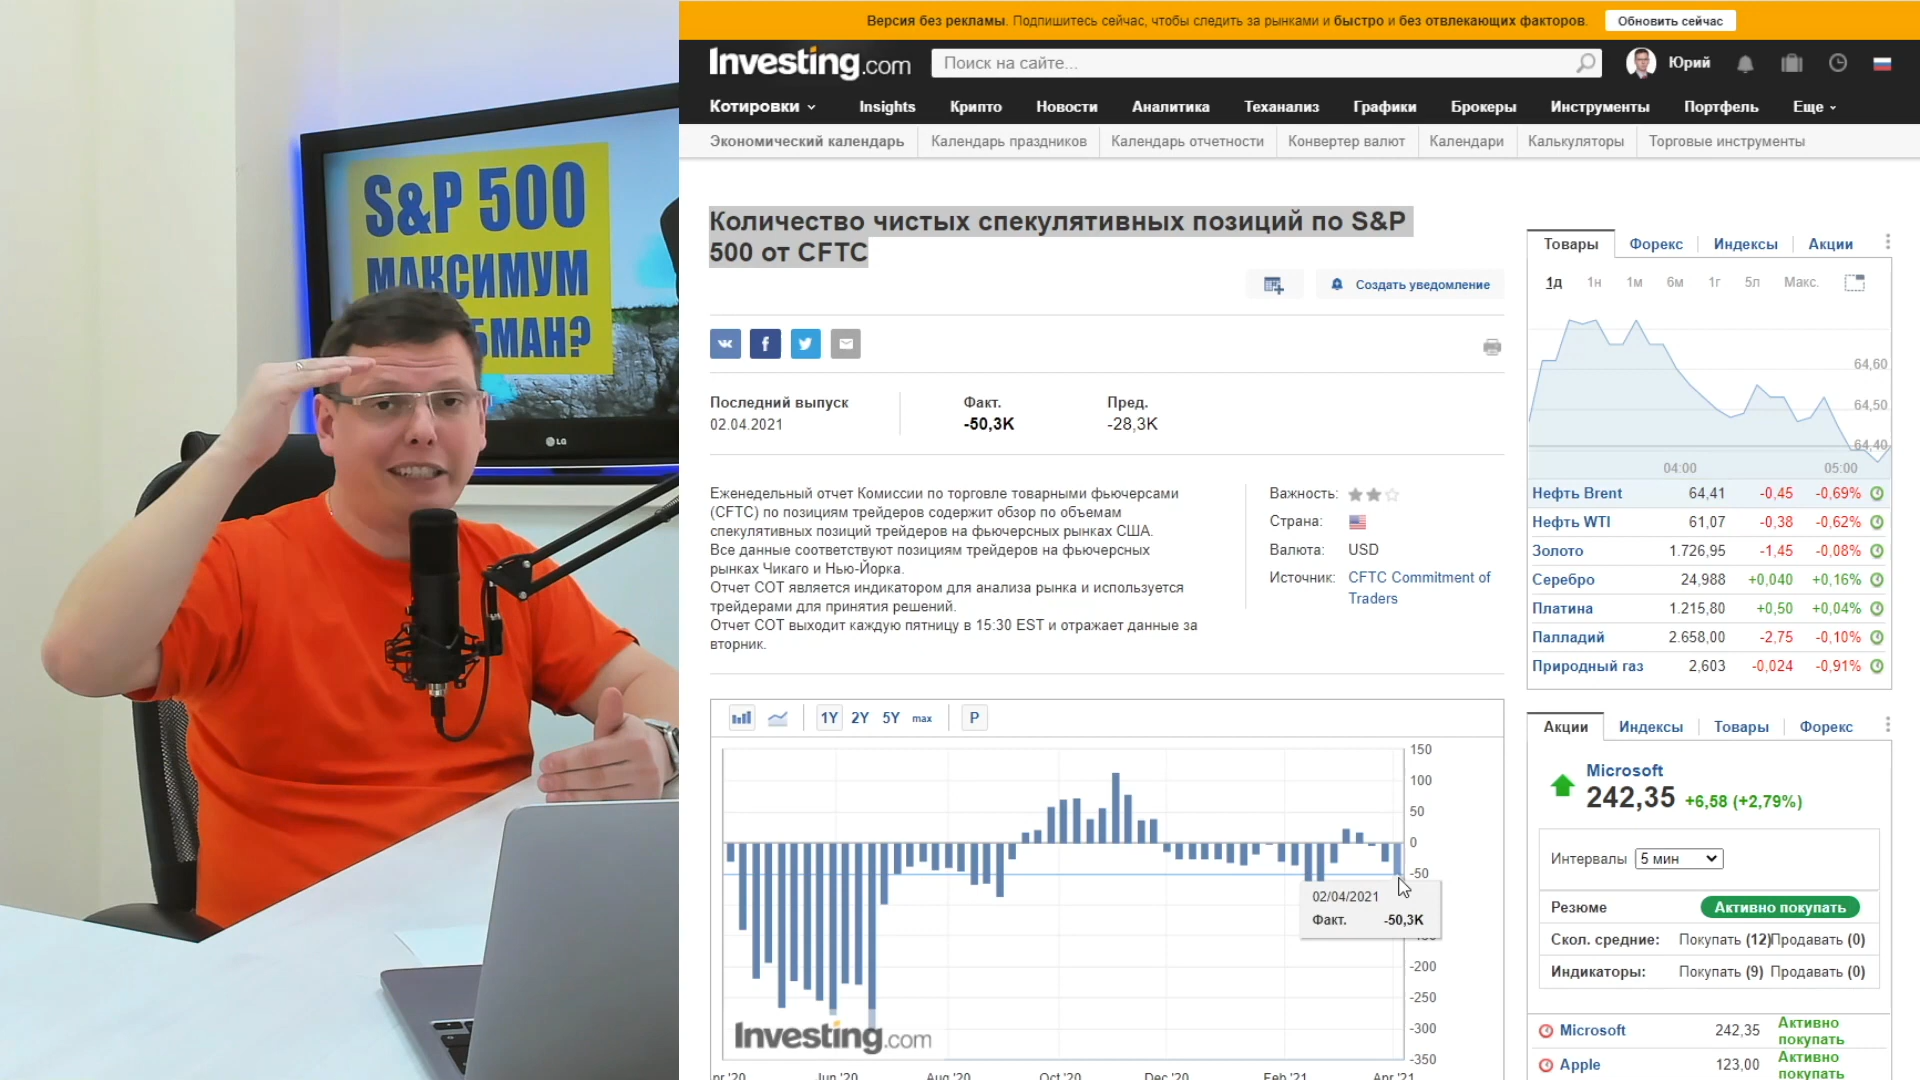 S&P 500
МАКСИМУМ
БМАН?
LG
Версия без рекламы. Подпишитесь сейчас, чтобы следить за рынками и быстро и без отвлекающих факторов.
Обновить сейчас
Investing.com
Поиск на сайте...
Юрий
Котировки Insights Крипто Новости Аналитика Теханализ Графики Брокеры Инструменты Портфель Еще
Экономический календарь Календарь праздников Календарь отчетности Конвертер валют Календари Калькуляторы Торговые инструменты
Количество чистых спекулятивных позиций по S&P
500 от CFTC
Создать уведомление
Последний выпуск Факт. Пред.
02.04.2021 -50,3K -28,3K
Еженедельный отчет Комиссии по торговле товарными фьючерсами
(CFTC) по позициям трейдеров содержит обзор по объемам
спекулятивных позиций трейдеров на фьючерсных рынках США.
Все данные соответствуют позициям трейдеров на фьючерсных
рынках Чикаго и Нью-Йорка.
Отчет COT является индикатором для анализа рынка и используется
трейдерами для принятия решений.
Отчет COT выходит каждую пятницу в 15:30 EST и отражает данные за
вторник.
Важность:
Страна:
Валюта: USD
Источник: CFTC Commitment of
Traders
1Y 2Y 5Y max P
150
100
50
0
-50
-200
-250
-300
-350
02/04/2021
Факт. -50,3K
Investing.com
Jun '20 Aug '20 Oct '20 Dec '20 Feb '21 Apr '21
Товары Форекс Индексы Акции
1д 1н 1м 6м 1г 5л Макс.
64,60
64,50
64,40
04:00 05:00
Нефть Brent 64,41 -0,45 -0,69%
Нефть WTI 61,07 -0,38 -0,62%
Золото 1.726,95 -1,45 -0,08%
Серебро 24,988 +0,040 +0,16%
Платина 1.215,80 +0,50 +0,04%
Палладий 2.658,00 -2,75 -0,10%
Природный газ 2,603 -0,024 -0,91%
Акции Индексы Товары Форекс
Microsoft
242,35 +6,58 (+2,79%)
Интервалы 5 мин
Резюме Активно покупать
Скол. средние: Покупать (12) Продавать (0)
Индикаторы: Покупать (9) Продавать (0)
Microsoft 242,35 Активно
покупать
Apple 123,00 Активно
покупать